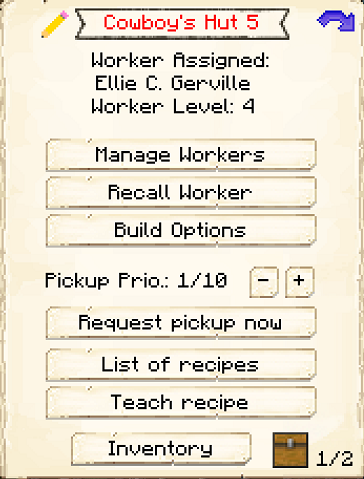 Cowboy's Hut 5
Worker Assigned:
Ellie C. Gerville
Worker Level: 4
Manage Workers
Recall Worker
Build Options
Pickup Prio.: 1/10 - +
Request pickup now
List of recipes
Teach recipe
Inventory
1/2